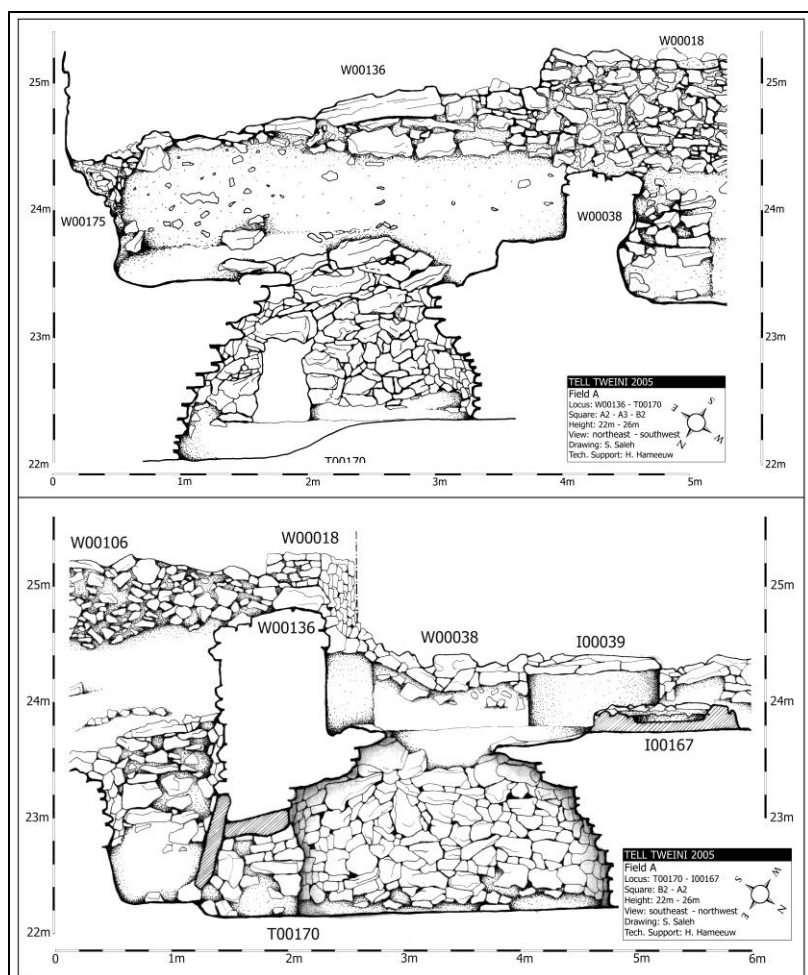 W00018
W00136
25m
25m
24m
24m
W00175
W00038
23m
23m
TELL TWEINI 2005
Field A
Locus: W00136 - T00170
Square: A2 - A3 - B2
Height: 22m - 26m
View: northeast - southwest
Drawing: S. Saleh
Tech. Support: H. Hameeuw
S
E
W
N
22m
T00170
22m
0
1m
2m
3m
4m
5m
W00106
W00018
25m
25m
W00136
W00038
I00039
24m
24m
I00167
23m
23m
TELL TWEINI 2005
Field A
Locus: T00170 - I00167
Square: B2 - A2
Height: 22m - 26m
View: southeast - northwest
Drawing: S. Saleh
Tech. Support: H. Hameeuw
W
S
N
E
22m
T00170
0
1m
2m
3m
4m
5m
6m